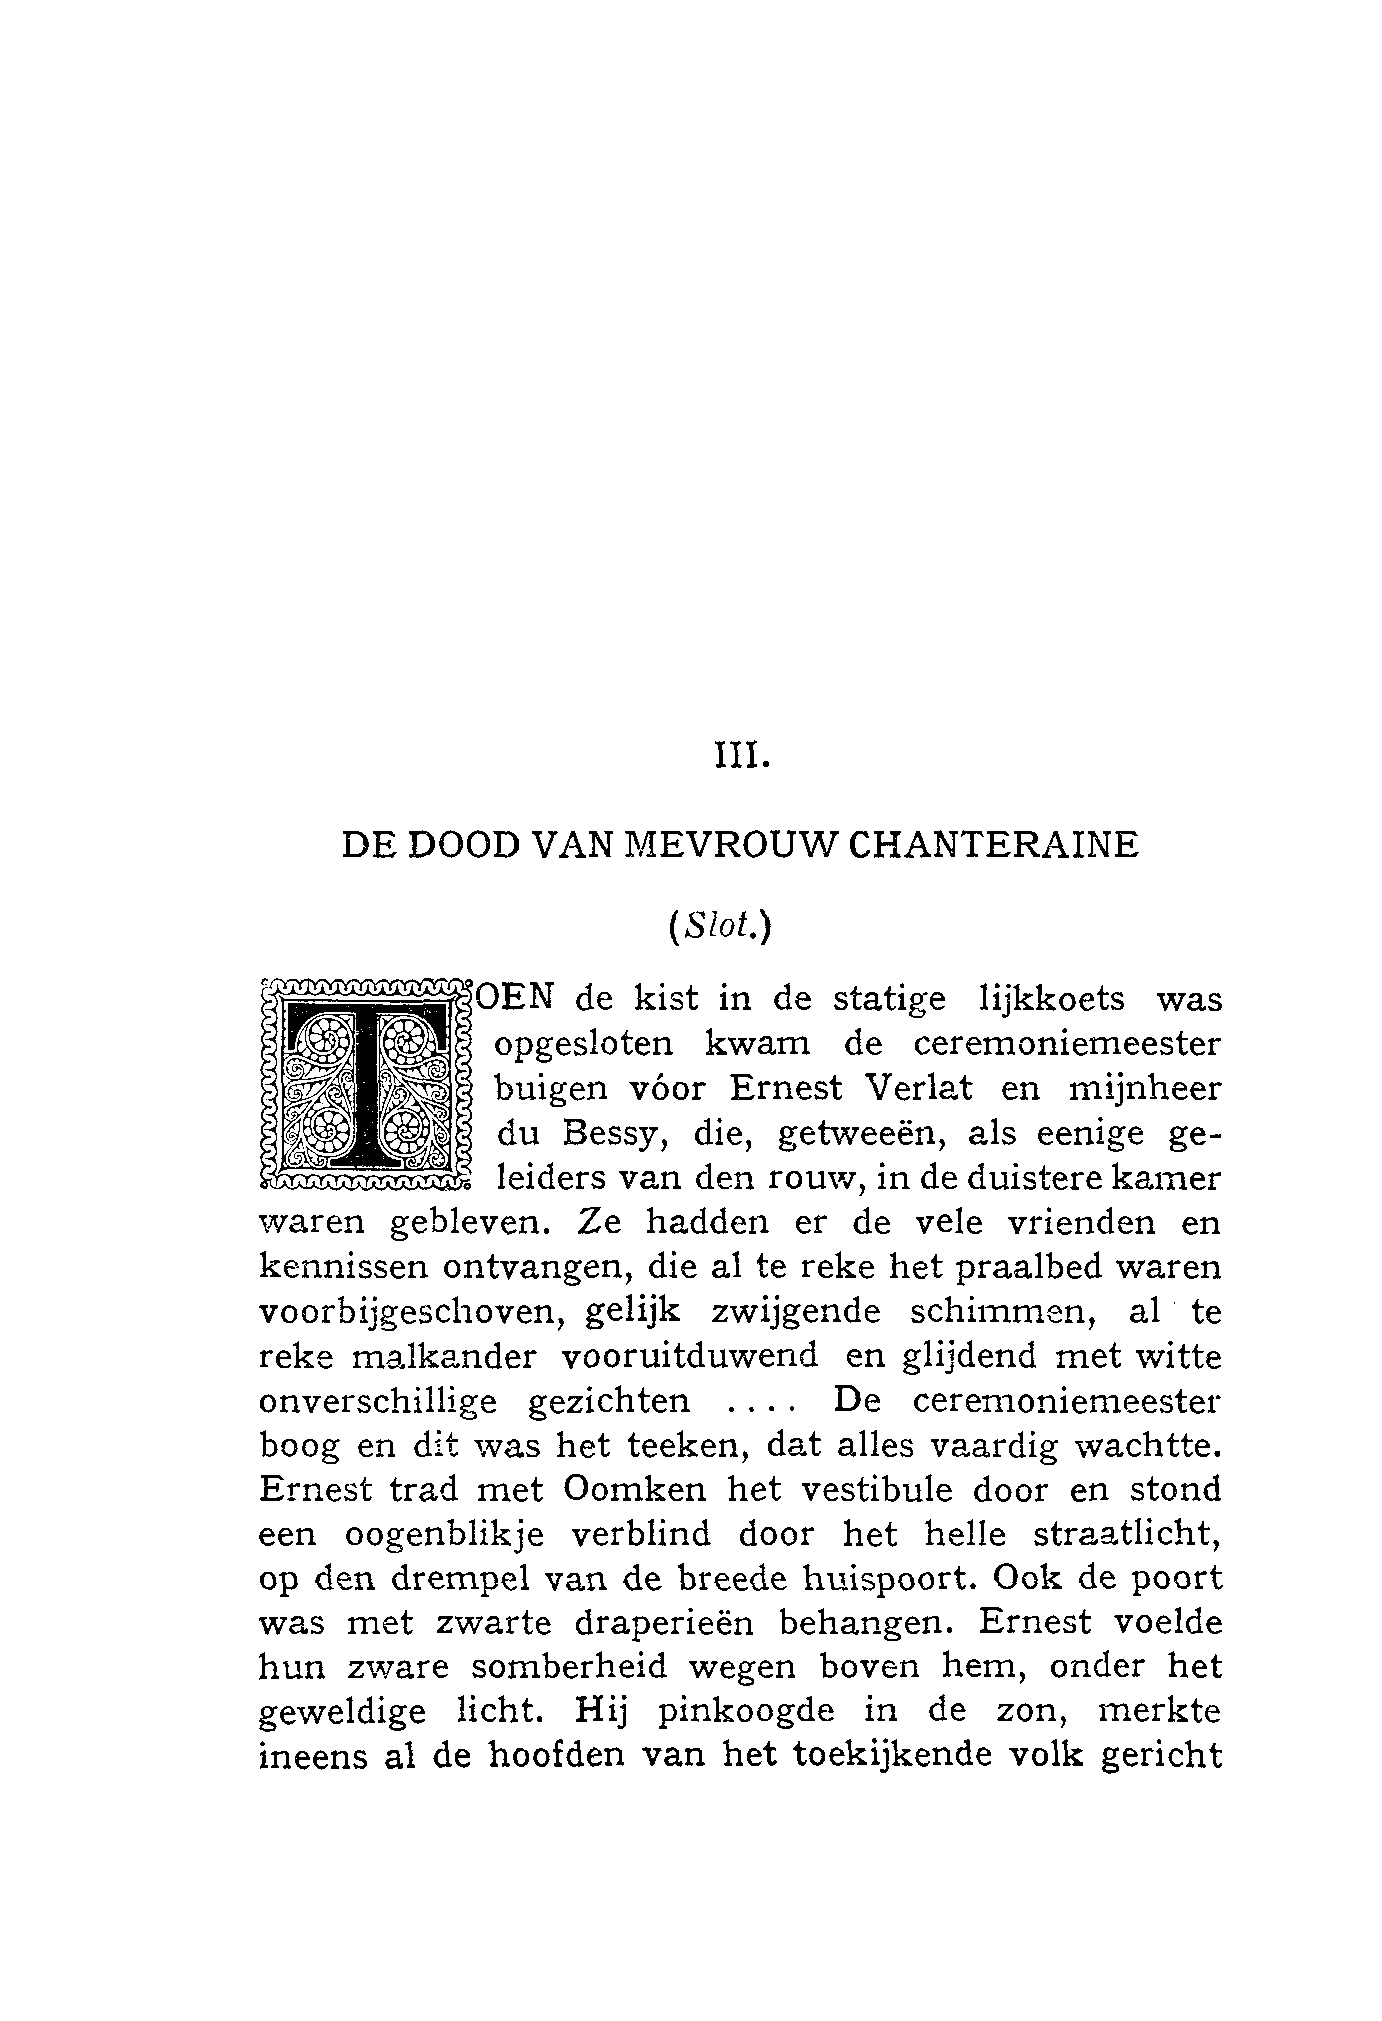 III.
DE DOOD VAN MEVROUW CHANTERAINE
(Slot.)
TOEN de kist in de statige lijkkoets was
opgesloten kwam de ceremoniemeester
buigen vóor Ernest Verlat en mijnheer
du Bessy, die, getweeën, als eenige ge-
leiders van den rouw, in de duistere kamer
waren gebleven. Ze hadden er de vele vrienden en
kennissen ontvangen, die al te reke het praalbed waren
voorbijgeschoven, gelijk zwijgende schimmen, al te
reke malkander vooruitduwend en glijdend met witte
onverschillige gezichten .... De ceremoniemeester
boog en dit was het teeken, dat alles vaardig wachtte.
Ernest trad met Oomken het vestibule door en stond
een oogenblikje verblind door het helle straatlicht,
op den drempel van de breede huispoort. Ook de poort
was met zwarte draperieën behangen. Ernest voelde
hun zware somberheid wegen boven hem, onder het
geweldige licht. Hij pinkoogde in de zon, merkte
ineens al de hoofden van het toekijkende volk gericht